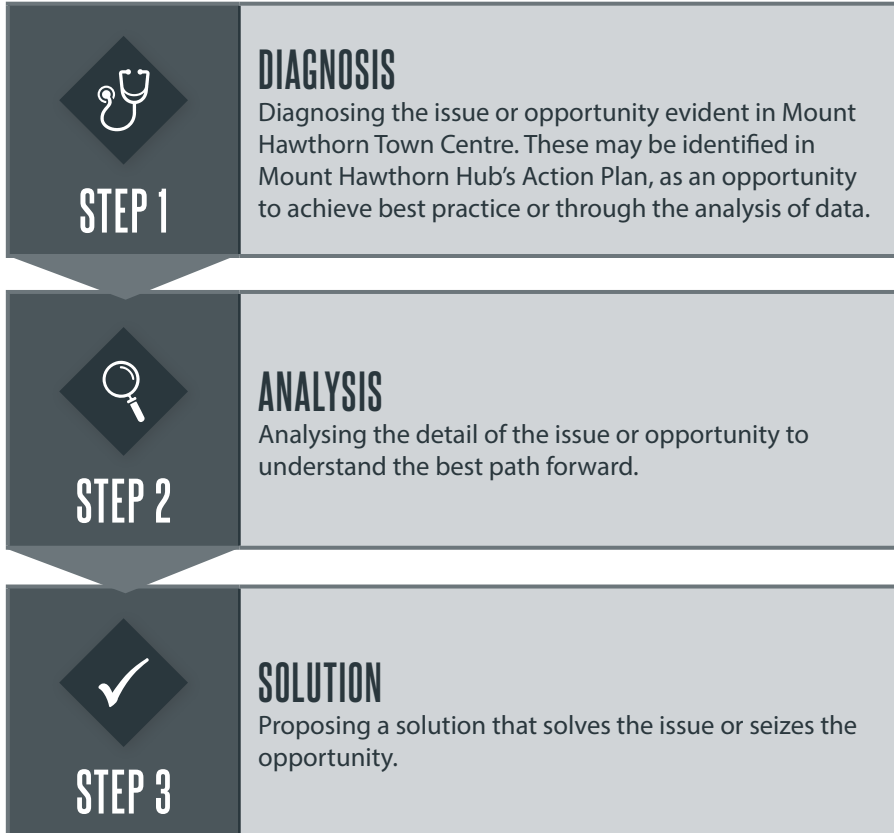 STEP 1
DIAGNOSIS
Diagnosing the issue or opportunity evident in Mount
Hawthorn Town Centre. These may be identified in
Mount Hawthorn Hub's Action Plan, as an opportunity
to achieve best practice or through the analysis of data.
STEP 2
ANALYSIS
Analysing the detail of the issue or opportunity to
understand the best path forward.
STEP 3
SOLUTION
Proposing a solution that solves the issue or seizes the
opportunity.